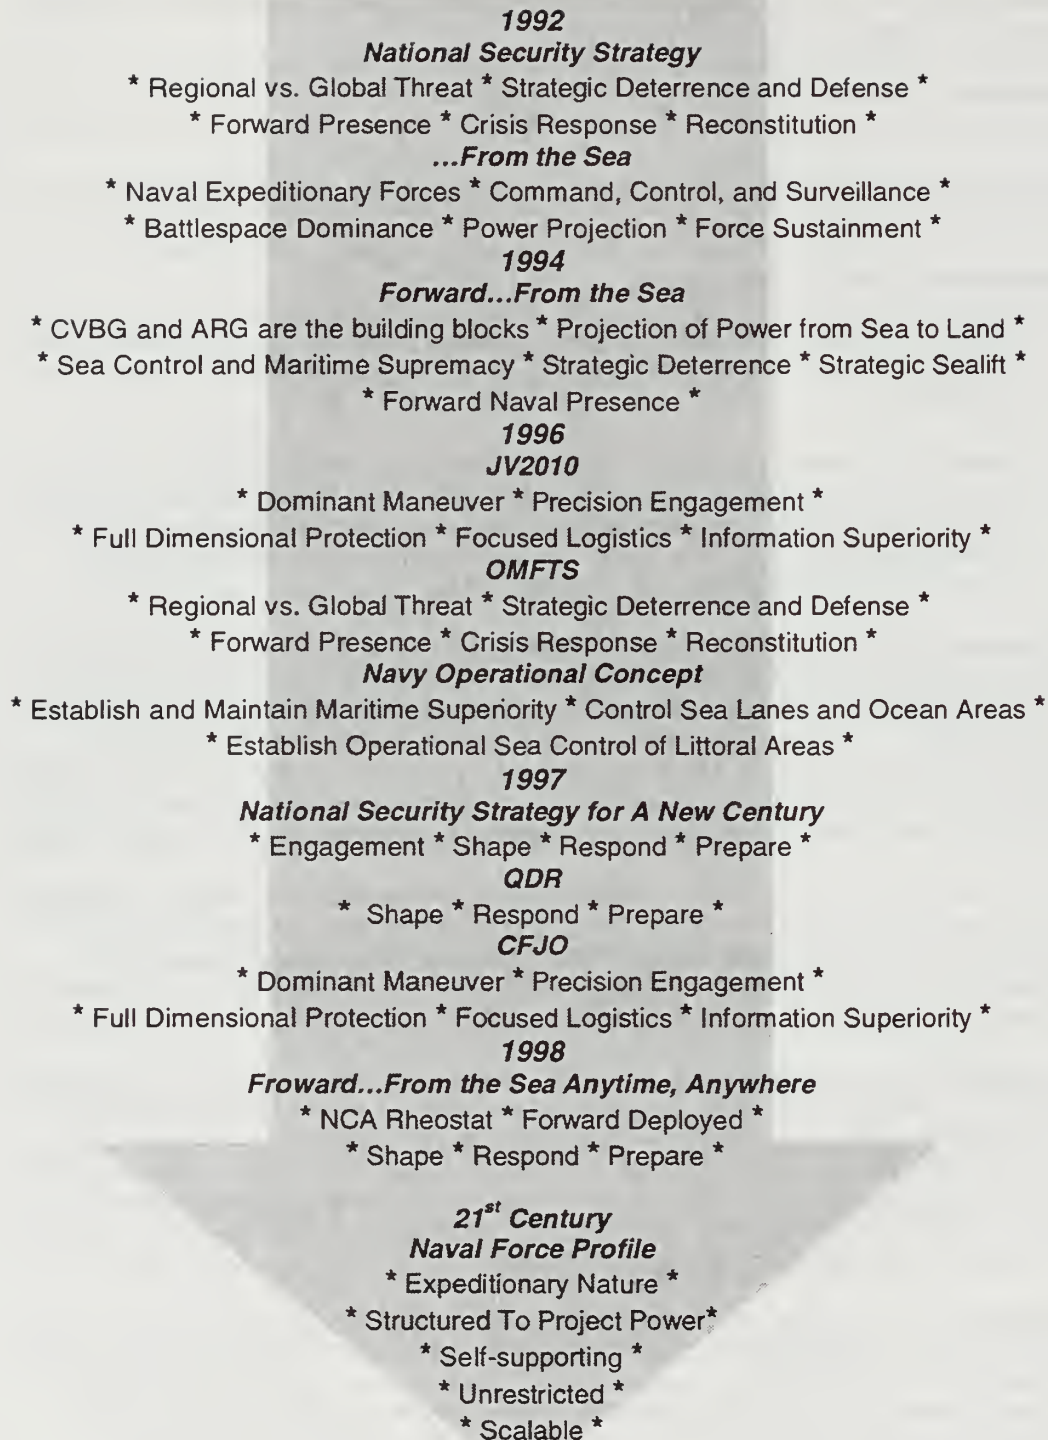 1992
National Security Strategy
* Regional vs. Global Threat * Strategic Deterrence and Defense *
* Forward Presence * Crisis Response * Reconstitution *
...From the Sea
* Naval Expeditionary Forces * Command, Control, and Surveillance *
* Battlespace Dominance * Power Projection * Force Sustainment *
1994
Forward...From the Sea
* CVBG and ARG are the building blocks * Projection of Power from Sea to Land *
* Sea Control and Maritime Supremacy * Strategic Deterrence * Strategic Sealift *
* Forward Naval Presence *
1996
JV2010
* Dominant Maneuver * Precision Engagement *
* Full Dimensional Protection * Focused Logistics * Information Superiority *
OMFTS
* Regional vs. Global Threat * Strategic Deterrence and Defense *
* Forward Presence * Crisis Response * Reconstitution *
Navy Operational Concept
* Establish and Maintain Maritime Superiority * Control Sea Lanes and Ocean Areas *
* Establish Operational Sea Control of Littoral Areas *
1997
National Security Strategy for A New Century
* Engagement * Shape * Respond * Prepare *
QDR
* Shape * Respond * Prepare *
CFJO
* Dominant Maneuver * Precision Engagement *
* Full Dimensional Protection * Focused Logistics * Information Superiority *
1998
Froward...From the Sea Anytime, Anywhere
* NCA Rheostat * Forward Deployed *
* Shape * Respond * Prepare *
21st Century
Naval Force Profile
* Expeditionary Nature *
* Structured To Project Power*
* Self-supporting *
* Unrestricted *
* Scalable *